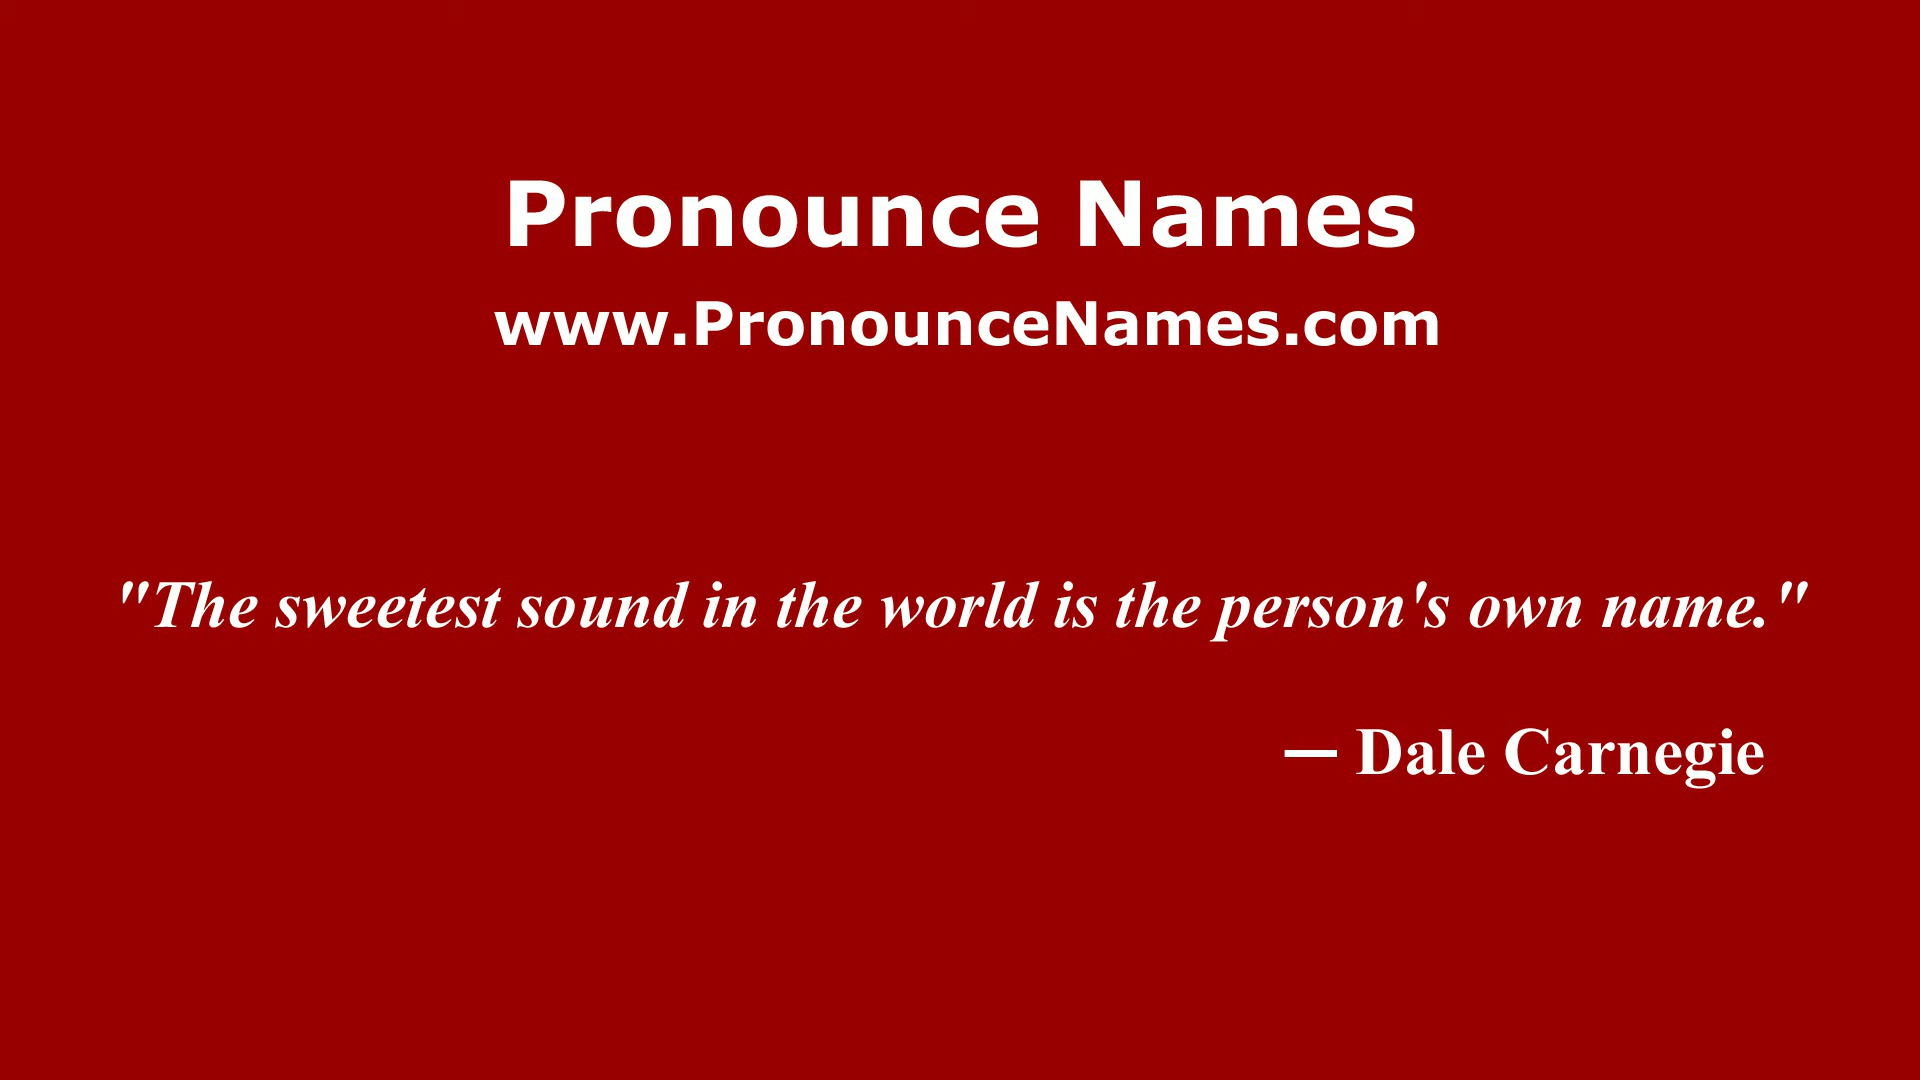 Pronounce Names
www.PronounceNames.com
"The sweetest sound in the world is the person's own name."
— Dale Carnegie